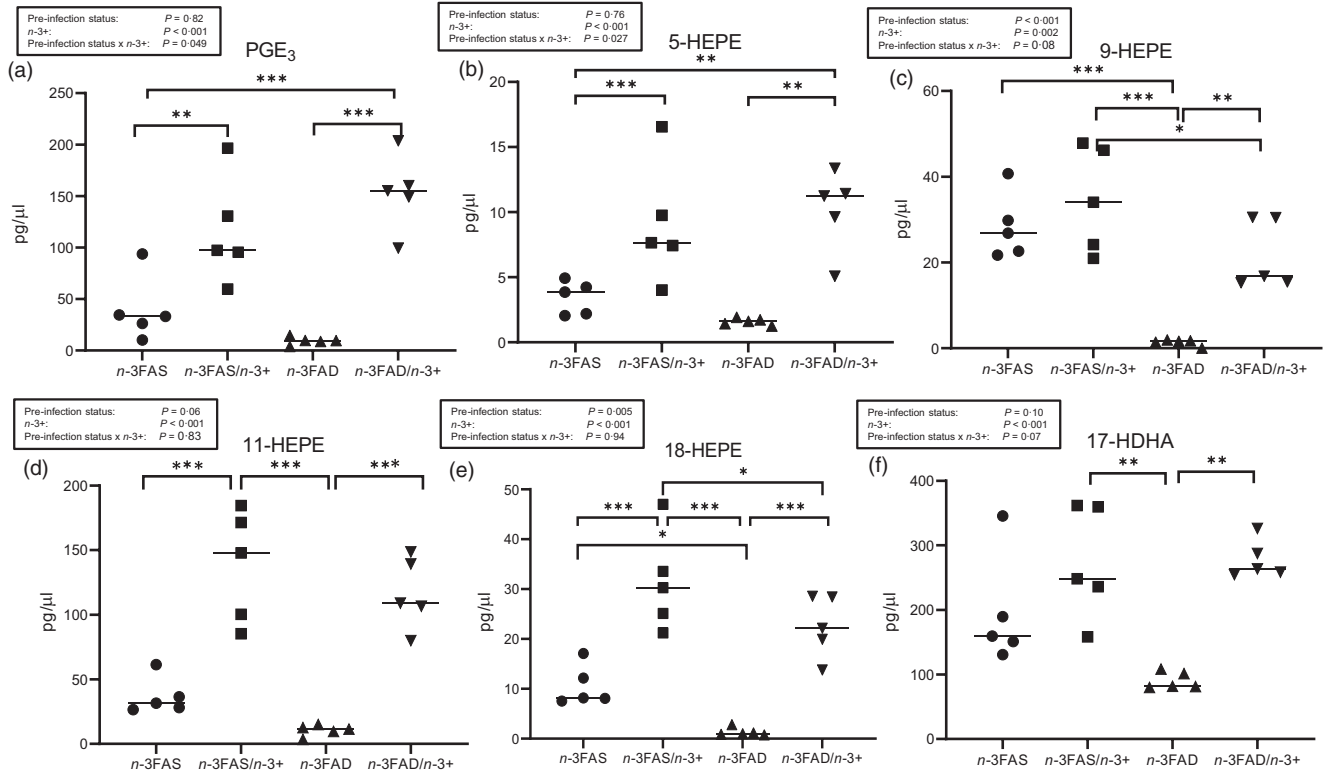 Pre-infection status: P = 0·82
n-3+: P < 0·001
Pre-infection status x n-3+: P = 0·049
(a)
PGE3
***
**
***
250
200
150
100
50
0
pg/µl
n-3FAS n-3FAS/n-3+ n-3FAD n-3FAD/n-3+
Pre-infection status: P = 0·76
n-3+: P < 0·001
Pre-infection status x n-3+: P = 0·027
(b)
5-HEPE
**
***
**
20
15
10
5
0
pg/µl
n-3FAS n-3FAS/n-3+ n-3FAD n-3FAD/n-3+
Pre-infection status: P < 0·001
n-3+: P = 0·002
Pre-infection status x n-3+: P = 0·08
(c)
9-HEPE
***
***
**
*
60
40
20
0
pg/µl
n-3FAS n-3FAS/n-3+ n-3FAD n-3FAD/n-3+
Pre-infection status: P = 0·06
n-3+: P < 0·001
Pre-infection status x n-3+: P = 0·83
(d)
11-HEPE
*** *** ***
200
150
100
50
0
pg/µl
n-3FAS n-3FAS/n-3+ n-3FAD n-3FAD/n-3+
Pre-infection status: P = 0·005
n-3+: P < 0·001
Pre-infection status x n-3+: P = 0·94
(e)
18-HEPE
*
*** *** ***
*
50
40
30
20
10
0
pg/µl
n-3FAS n-3FAS/n-3+ n-3FAD n-3FAD/n-3+
Pre-infection status: P = 0·10
n-3+: P < 0·001
Pre-infection status x n-3+: P = 0·07
(f)
17-HDHA
** **
400
300
200
100
0
pg/µl
n-3FAS n-3FAS/n-3+ n-3FAD n-3FAD/n-3+